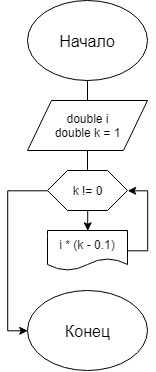 Начало
double i
double k = 1
k != 0
i * (k - 0.1)
Конец